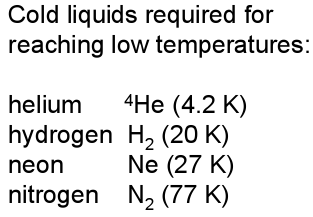 Cold liquids required for
reaching low temperatures:
helium ⁴He (4.2 K)
hydrogen H₂ (20 K)
neon Ne (27 K)
nitrogen N₂ (77 K)